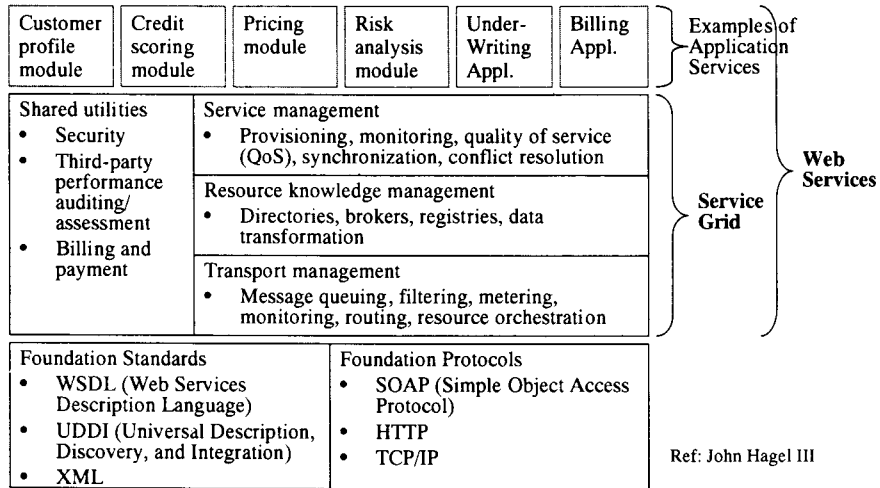 Customer
profile
module
Credit
scoring
module
Pricing
module
Risk
analysis
module
Under-
Writing
Appl.
Billing
Appl.
Examples of
Application
Services
Shared utilities
• Security
• Third-party
performance
auditing/
assessment
• Billing and
payment
Service management
• Provisioning, monitoring, quality of service
(QoS), synchronization, conflict resolution
Resource knowledge management
• Directories, brokers, registries, data
transformation
Transport management
• Message queuing, filtering, metering,
monitoring, routing, resource orchestration
Service
Grid
Web
Services
Foundation Standards
• WSDL (Web Services
Description Language)
• UDDI (Universal Description,
Discovery, and Integration)
• XML
Foundation Protocols
• SOAP (Simple Object Access
Protocol)
• HTTP
• TCP/IP
Ref: John Hagel III